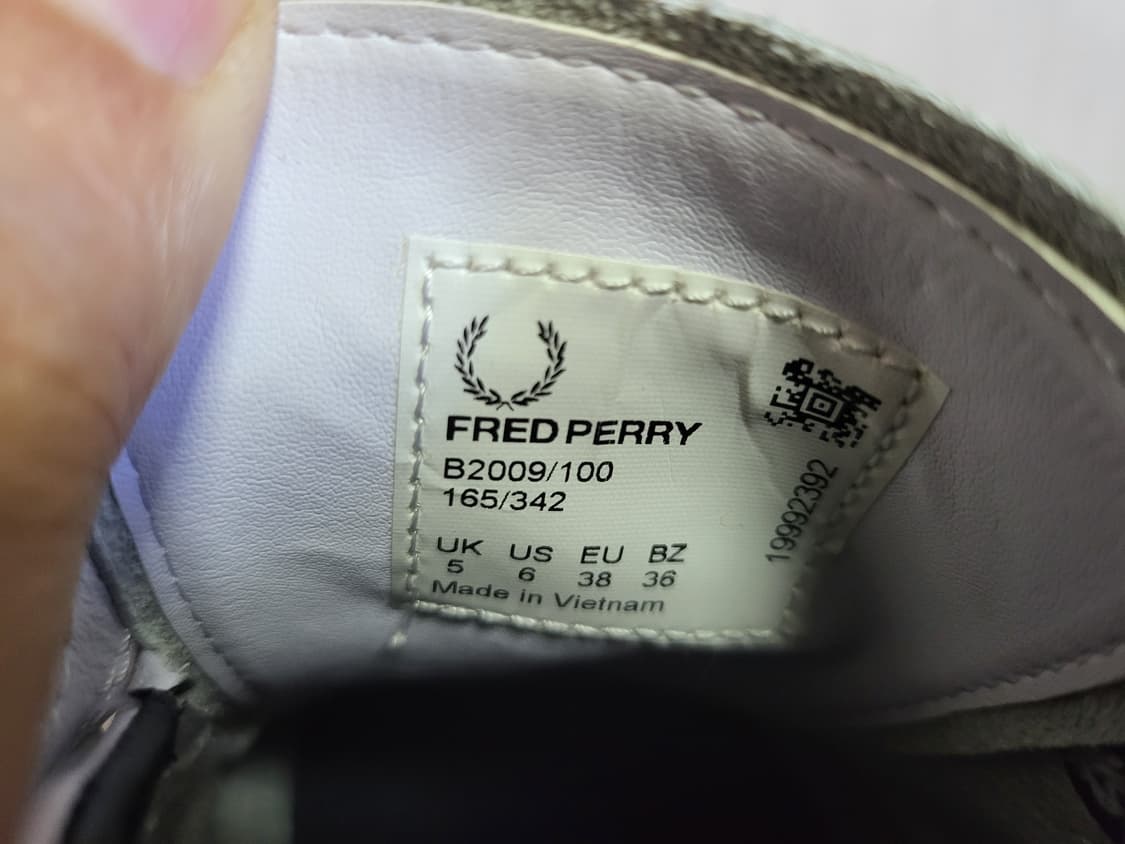 FRED PERRY
B2009/100
165/342
UK US EU BZ
5 6 38 36
Made in Vietnam
19992392